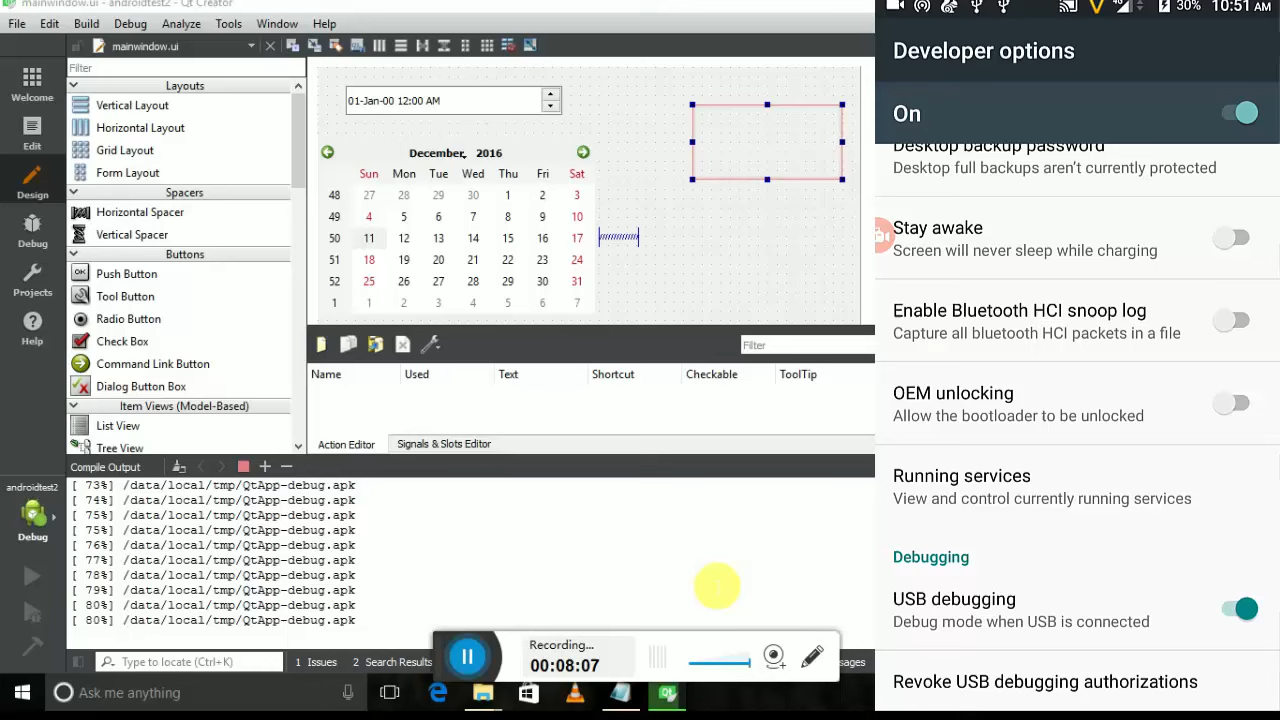 mainwindow.ui - androidtest2 - Qt Creator
File Edit Build Debug Analyze Tools Window Help
mainwindow.ui
Filter
Layouts
Vertical Layout
Horizontal Layout
Grid Layout
Form Layout
Spacers
Horizontal Spacer
Vertical Spacer
Buttons
OK Push Button
Tool Button
Radio Button
Check Box
Command Link Button
Dialog Button Box
Item Views (Model-Based)
List View
Tree View
Welcome
Edit
Design
Debug
Projects
Help
androidtest2
Debug
01-Jan-00 12:00 AM
December, 2016
Sun Mon Tue Wed Thu Fri Sat
48 27 28 29 30 1 2 3
49 4 5 6 7 8 9 10
50 11 12 13 14 15 16 17
51 18 19 20 21 22 23 24
52 25 26 27 28 29 30 31
1 1 2 3 4 5 6 7
Filter
Name Used Text Shortcut Checkable ToolTip
Action Editor Signals & Slots Editor
Compile Output
[ 73%] /data/local/tmp/QtApp-debug.apk
[ 74%] /data/local/tmp/QtApp-debug.apk
[ 75%] /data/local/tmp/QtApp-debug.apk
[ 75%] /data/local/tmp/QtApp-debug.apk
[ 76%] /data/local/tmp/QtApp-debug.apk
[ 77%] /data/local/tmp/QtApp-debug.apk
[ 78%] /data/local/tmp/QtApp-debug.apk
[ 79%] /data/local/tmp/QtApp-debug.apk
[ 80%] /data/local/tmp/QtApp-debug.apk
[ 80%] /data/local/tmp/QtApp-debug.apk
Type to locate (Ctrl+K) 1 Issues 2 Search Results
Recording...
00:08:07
Ask me anything
30% 10:51 AM
Developer options
On
Desktop backup password
Desktop full backups aren't currently protected
Stay awake
Screen will never sleep while charging
Enable Bluetooth HCI snoop log
Capture all bluetooth HCI packets in a file
OEM unlocking
Allow the bootloader to be unlocked
Running services
View and control currently running services
Debugging
USB debugging
Debug mode when USB is connected
Revoke USB debugging authorizations